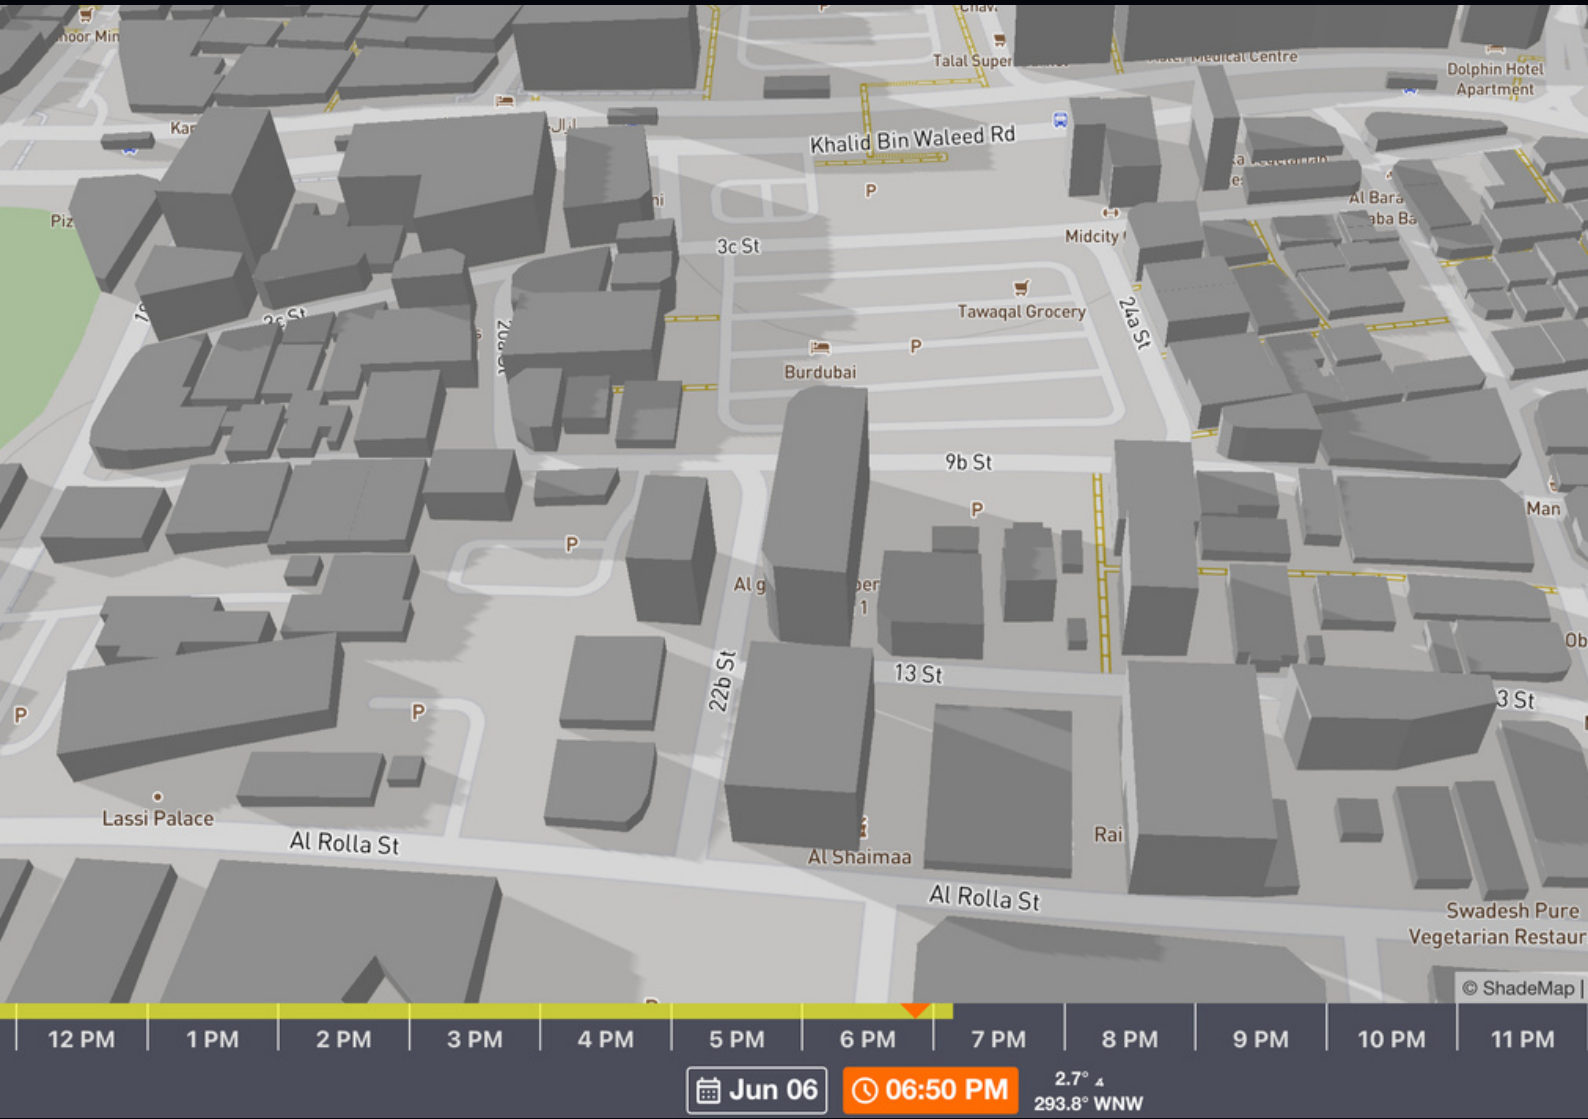 Talal Super
Medical Centre
Dolphin Hotel
Apartment
Khalid Bin Waleed Rd
P
Al Bara
3c St
Midcity
Tawaqal Grocery
24a St
P
Burdubai
9b St
P
Man
P
Al g
1
22b St
13 St
3 St
P
P
Lassi Palace
Rai
Al Rolla St
Al Shaimaa
Al Rolla St
Swadesh Pure
Vegetarian Restaur
© ShadeMap |
12 PM
1 PM
2 PM
3 PM
4 PM
5 PM
6 PM
7 PM
8 PM
9 PM
10 PM
11 PM
Jun 06
06:50 PM
2.7°
293.8° WNW